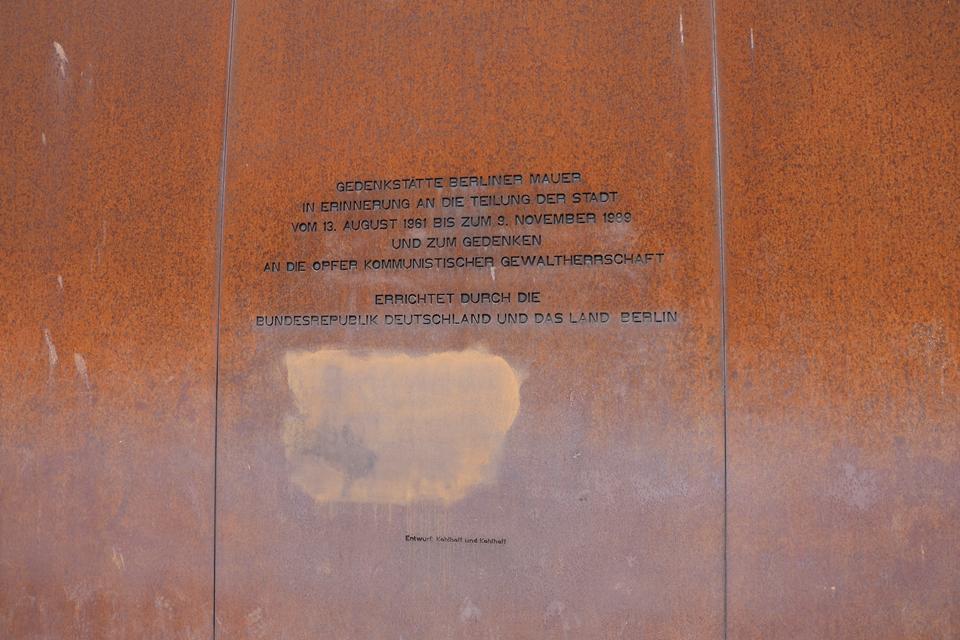 GEDENKSTÄTTE BERLINER MAUER
IN ERINNERUNG AN DIE TEILUNG DER STADT
VOM 13. AUGUST 1961 BIS ZUM 9. NOVEMBER 1989
UND ZUM GEDENKEN
AN DIE OPFER KOMMUNISTISCHER GEWALTHERRSCHAFT
ERRICHTET DURCH DIE
BUNDESREPUBLIK DEUTSCHLAND UND DAS LAND BERLIN
Entwurf: Kohlhoff und Kohlhoff